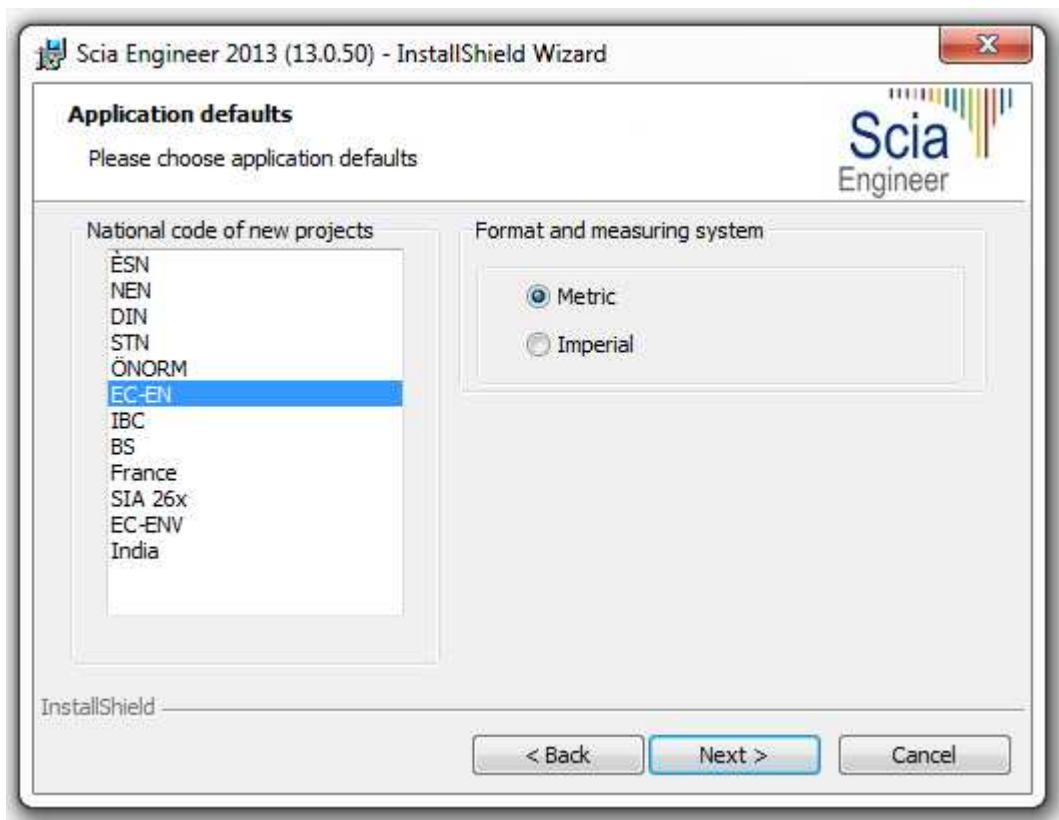 Scia Engineer 2013 (13.0.50) - InstallShield Wizard
Application defaults
Please choose application defaults
Scia
Engineer
National code of new projects
ÈSN
NEN
DIN
STN
ÖNORM
EC-EN
IBC
BS
France
SIA 26x
EC-ENV
India
Format and measuring system
Metric
Imperial
InstallShield
< Back
Next >
Cancel